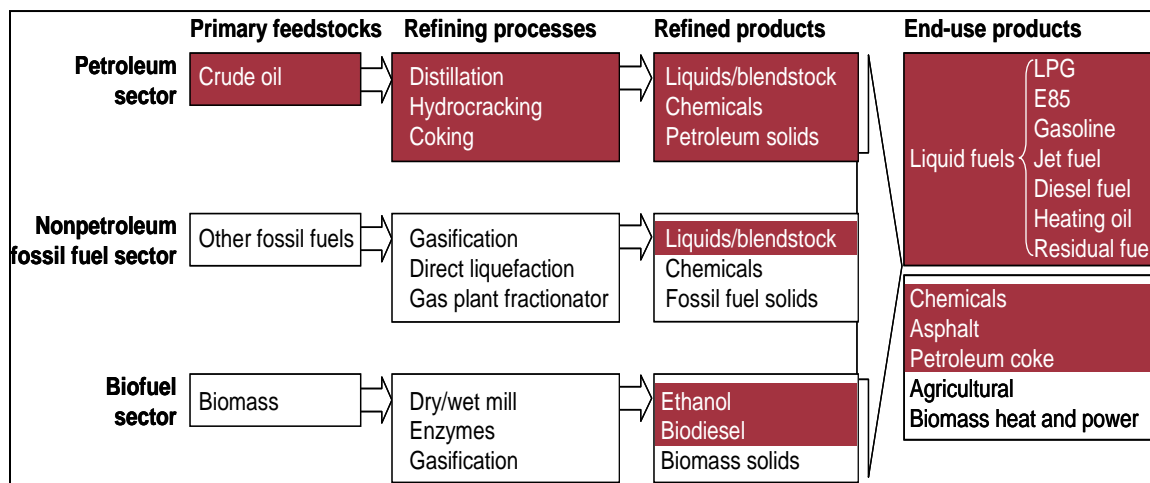 Primary feedstocks
Refining processes
Refined products
End-use products
Petroleum
sector
Crude oil
Distillation
Hydrocracking
Coking
Liquids/blendstock
Chemicals
Petroleum solids
Nonpetroleum
fossil fuel sector
Other fossil fuels
Gasification
Direct liquefaction
Gas plant fractionator
Liquids/blendstock
Chemicals
Fossil fuel solids
Biofuel
sector
Biomass
Dry/wet mill
Enzymes
Gasification
Ethanol
Biodiesel
Biomass solids
Liquid fuels
LPG
E85
Gasoline
Jet fuel
Diesel fuel
Heating oil
Residual fue
Chemicals
Asphalt
Petroleum coke
Agricultural
Biomass heat and power